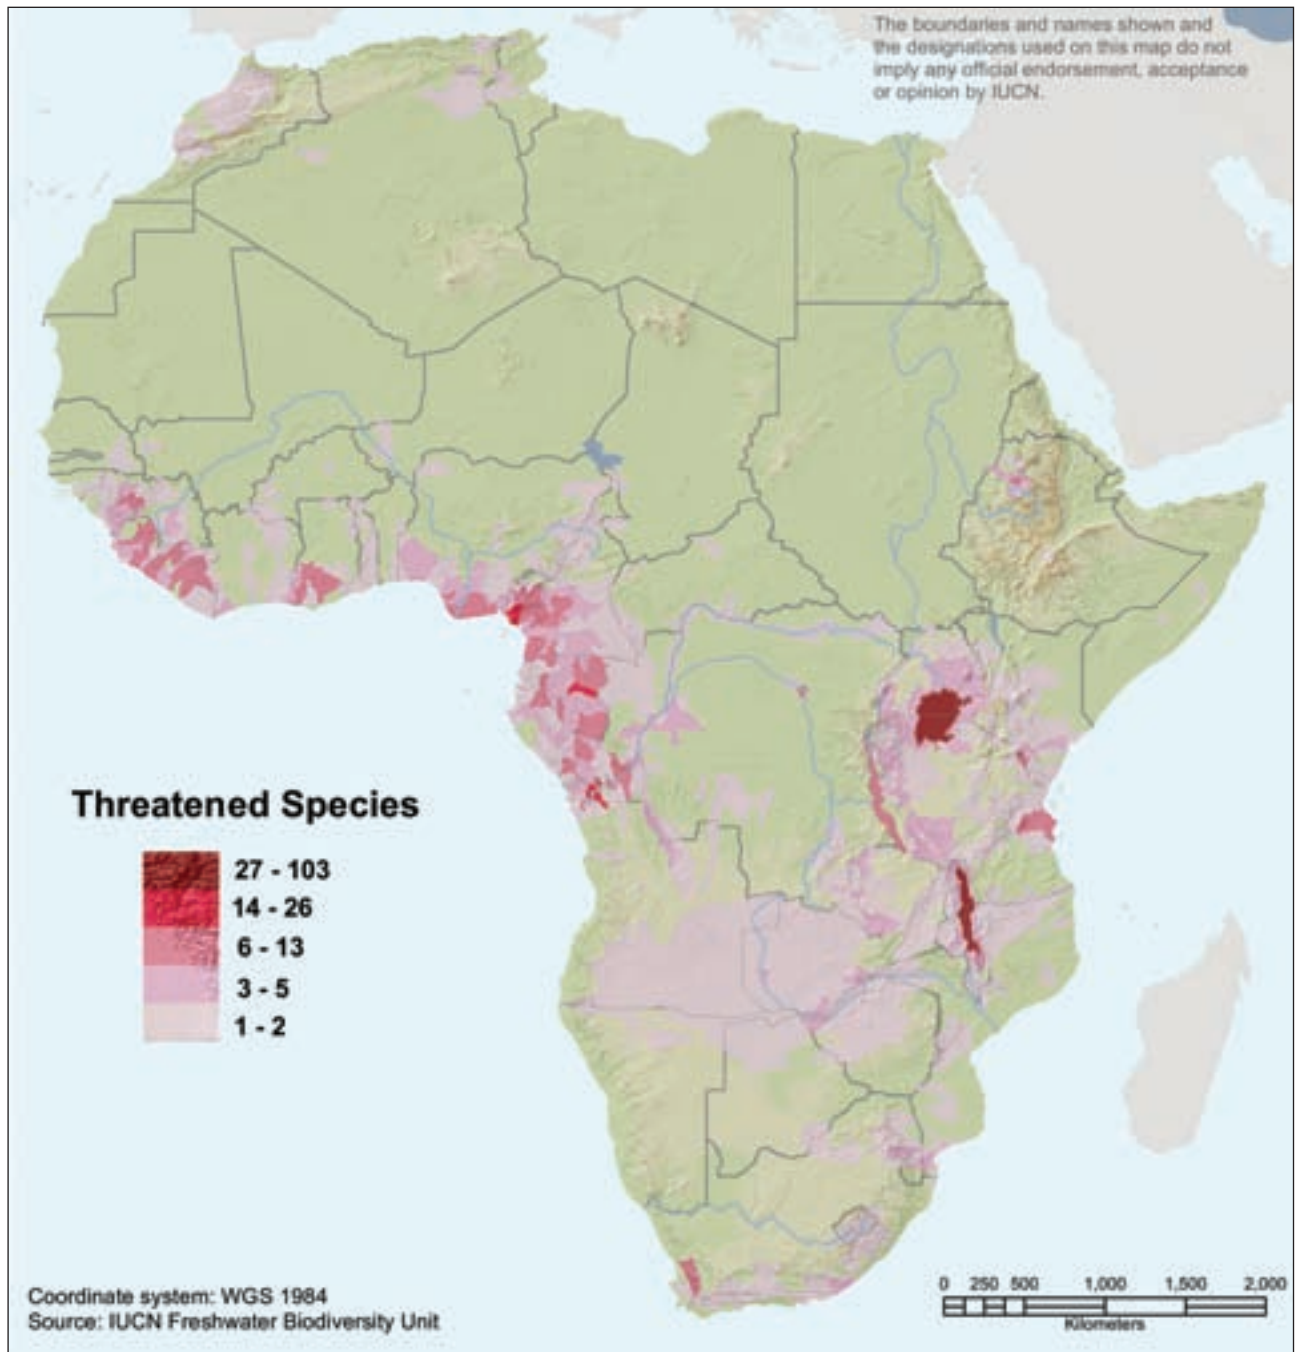 The boundaries and names shown and
the designations used on this map do not
imply any official endorsement, acceptance
or opinion by IUCN.
Threatened Species
27 - 103
14 - 26
6 - 13
3 - 5
1 - 2
0 250 500 1,000 1,500 2,000
Kilometers
Coordinate system: WGS 1984
Source: IUCN Freshwater Biodiversity Unit